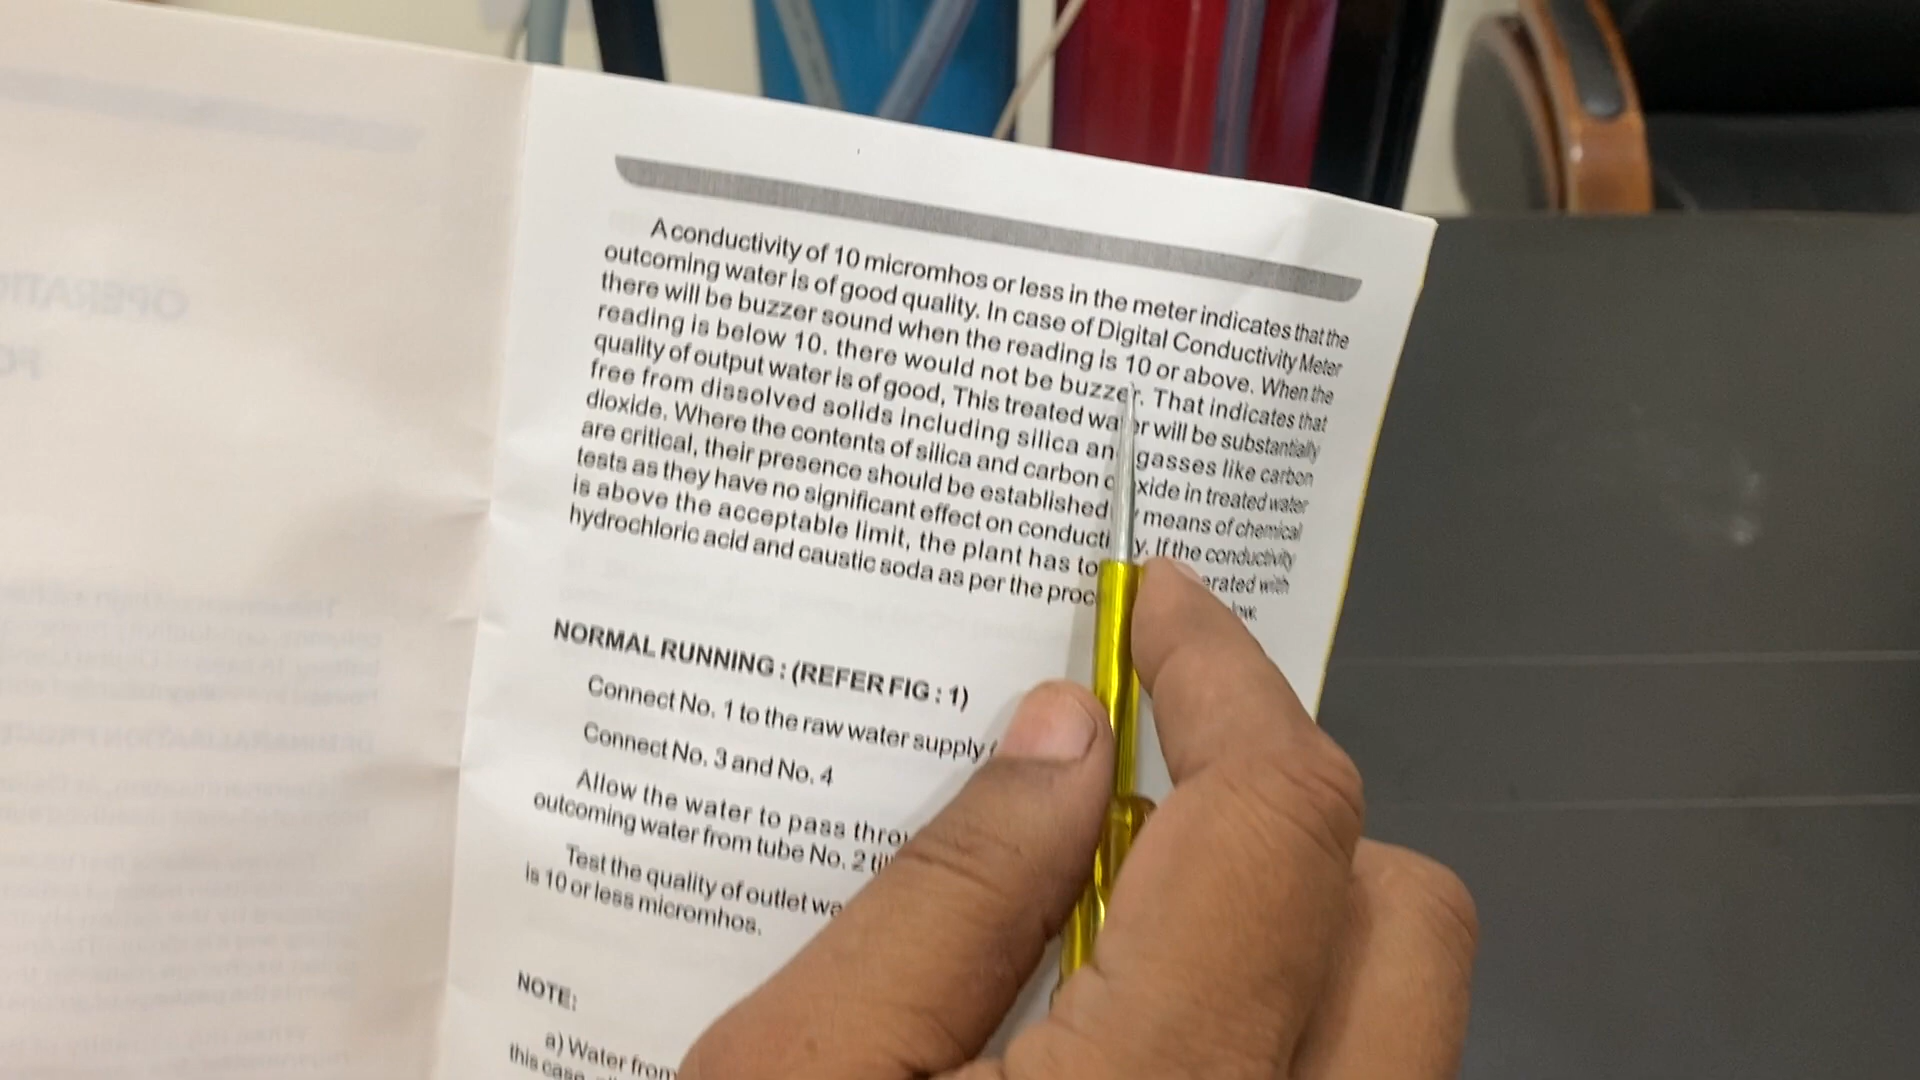 A conductivity of 10 micromhos or less in the meter indicates that the
outcoming water is of good quality. In case of Digital Conductivity Meter
there will be buzzer sound when the reading is 10 or above. When the
reading is below 10. there would not be buzzer. That indicates that
quality of output water is of good, This treated water will be substantially
free from dissolved solids including silica an gasses like carbon
dioxide. Where the contents of silica and carbon xide in treated water
are critical, their presence should be established means of chemical
tests as they have no significant effect on conducti y. If the conductivity
is above the acceptable limit, the plant has to erated with
hydrochloric acid and caustic soda as per the proc low.
NORMAL RUNNING : (REFER FIG : 1)
Connect No. 1 to the raw water supply
Connect No. 3 and No. 4
Allow the water to pass thro
outcoming water from tube No. 2
Test the quality of outlet wa
is 10 or less micromhos.
NOTE:
a) Water from
this case